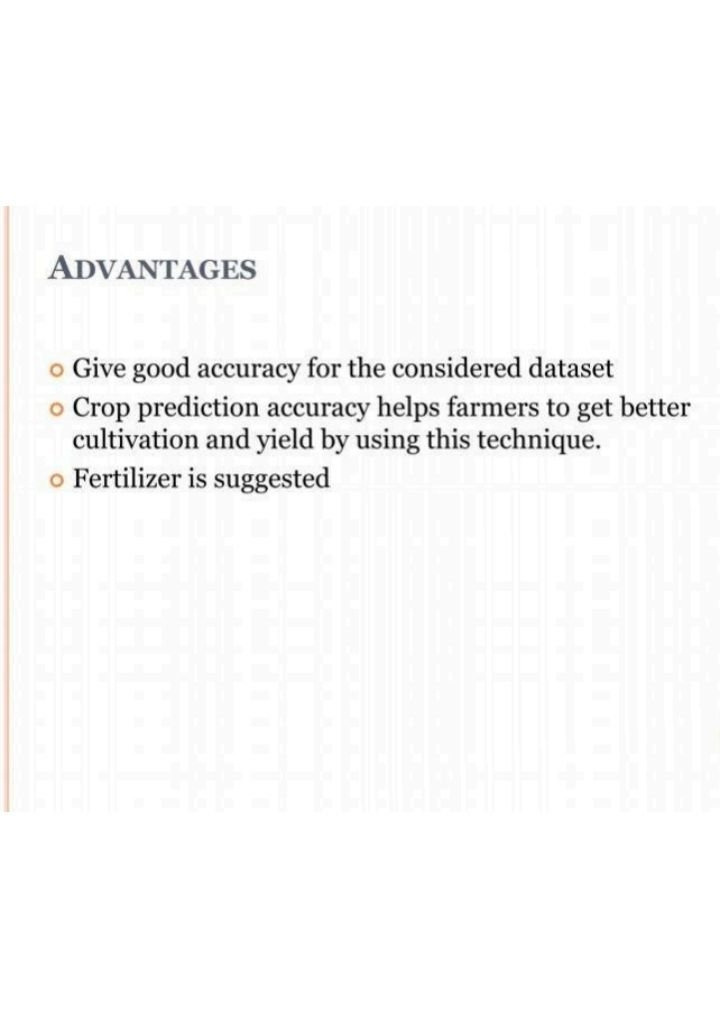 ADVANTAGES
Give good accuracy for the considered dataset
Crop prediction accuracy helps farmers to get better
cultivation and yield by using this technique.
Fertilizer is suggested